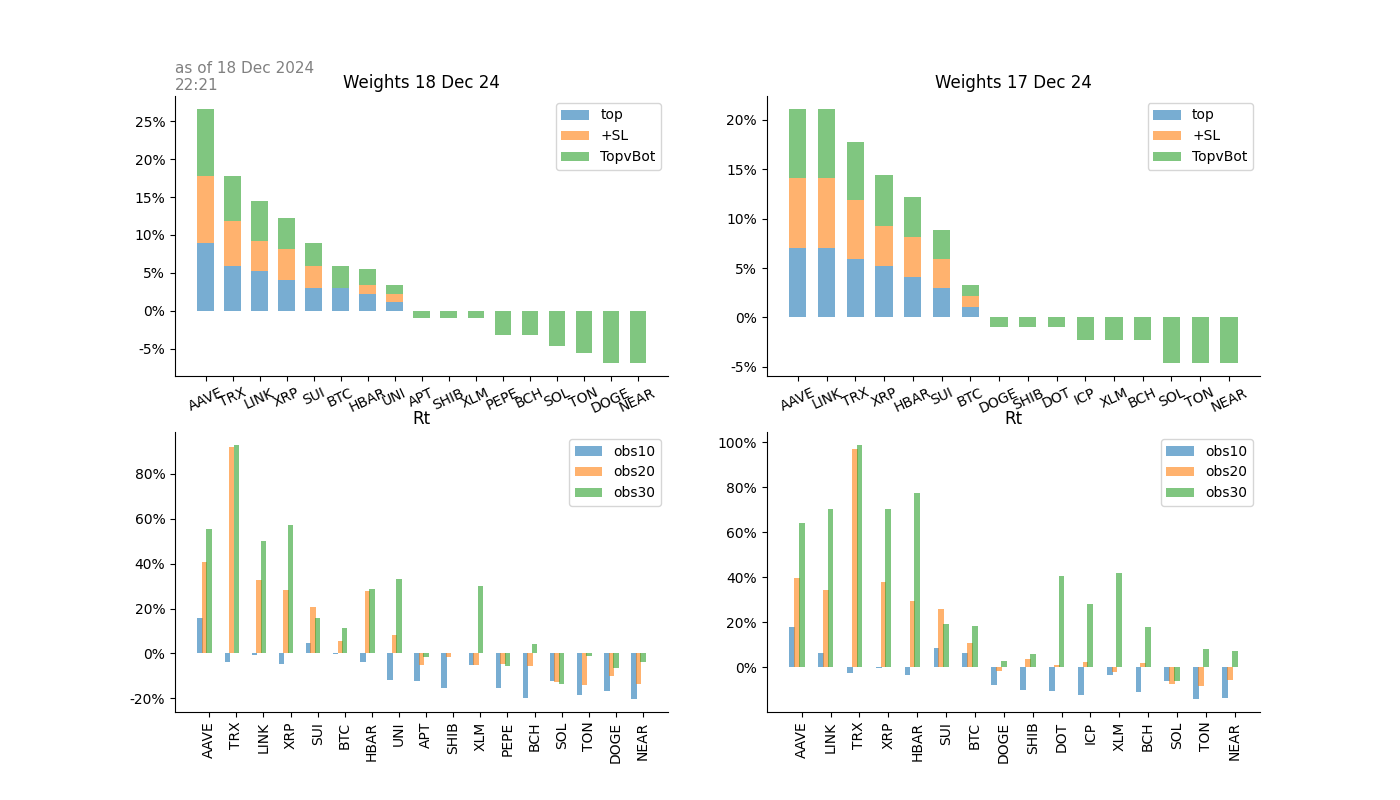 as of 18 Dec 2024
22:21
Weights 18 Dec 24
25%
20%
15%
10%
5%
0%
-5%
top
+SL
TopvBot
AAVE TRX LINK XRP SUI BTC HBAR UNI APT SHIB XLM PEPE BCH SOL TON DOGE NEAR
Weights 17 Dec 24
20%
15%
10%
5%
0%
-5%
top
+SL
TopvBot
AAVE LINK TRX XRP HBAR SUI BTC DOGE SHIB DOT ICP XLM BCH SOL TON NEAR
Rt
80%
60%
40%
20%
0%
-20%
obs10
obs20
obs30
AAVE TRX LINK XRP SUI BTC HBAR UNI APT SHIB XLM PEPE BCH SOL TON DOGE NEAR
Rt
100%
80%
60%
40%
20%
0%
obs10
obs20
obs30
AAVE LINK TRX XRP HBAR SUI BTC DOGE SHIB DOT ICP XLM BCH SOL TON NEAR